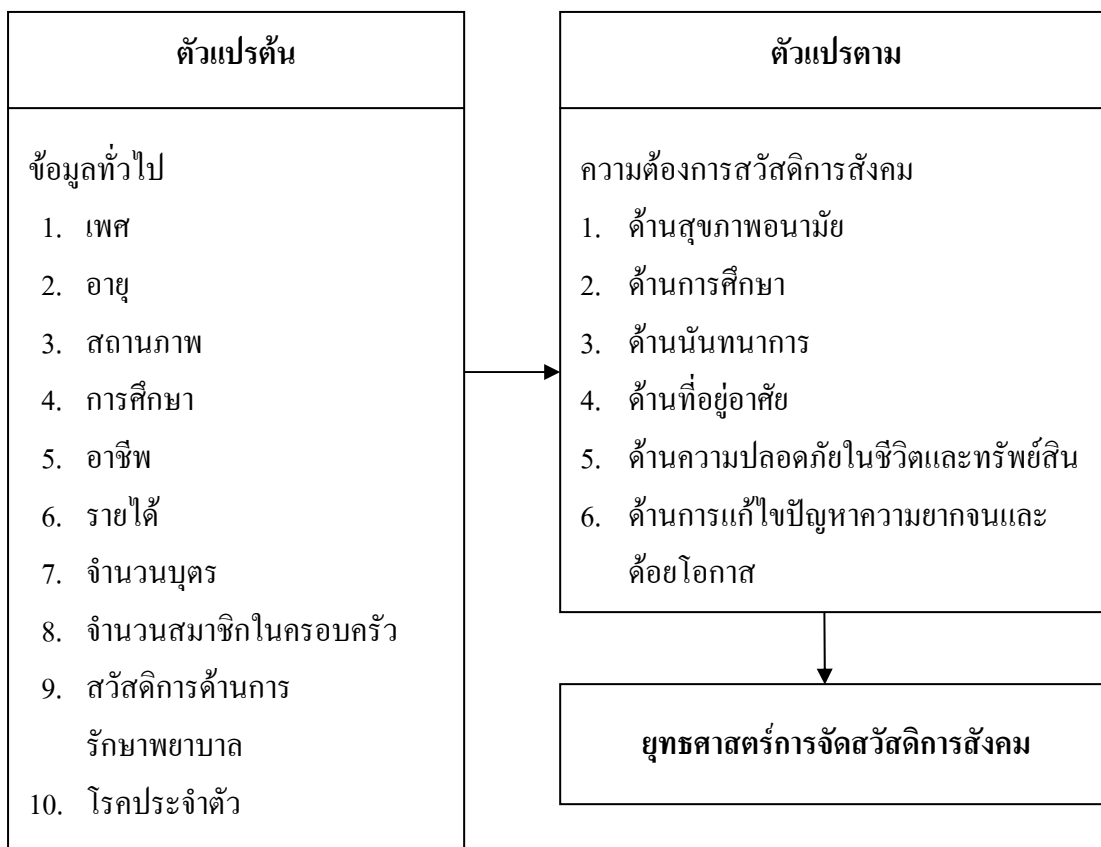 ตัวแปรต้น
ข้อมูลทั่วไป
1. เพศ
2. อายุ
3. สถานภาพ
4. การศึกษา
5. อาชีพ
6. รายได้
7. จำนวนบุตร
8. จำนวนสมาชิกในครอบครัว
9. สวัสดิการด้านการ
รักษาพยาบาล
10. โรคประจำตัว
ตัวแปรตาม
ความต้องการสวัสดิการสังคม
1. ด้านสุขภาพอนามัย
2. ด้านการศึกษา
3. ด้านนันทนาการ
4. ด้านที่อยู่อาศัย
5. ด้านความปลอดภัยในชีวิตและทรัพย์สิน
6. ด้านการแก้ไขปัญหาความยากจนและ
ด้อยโอกาส
ยุทธศาสตร์การจัดสวัสดิการสังคม